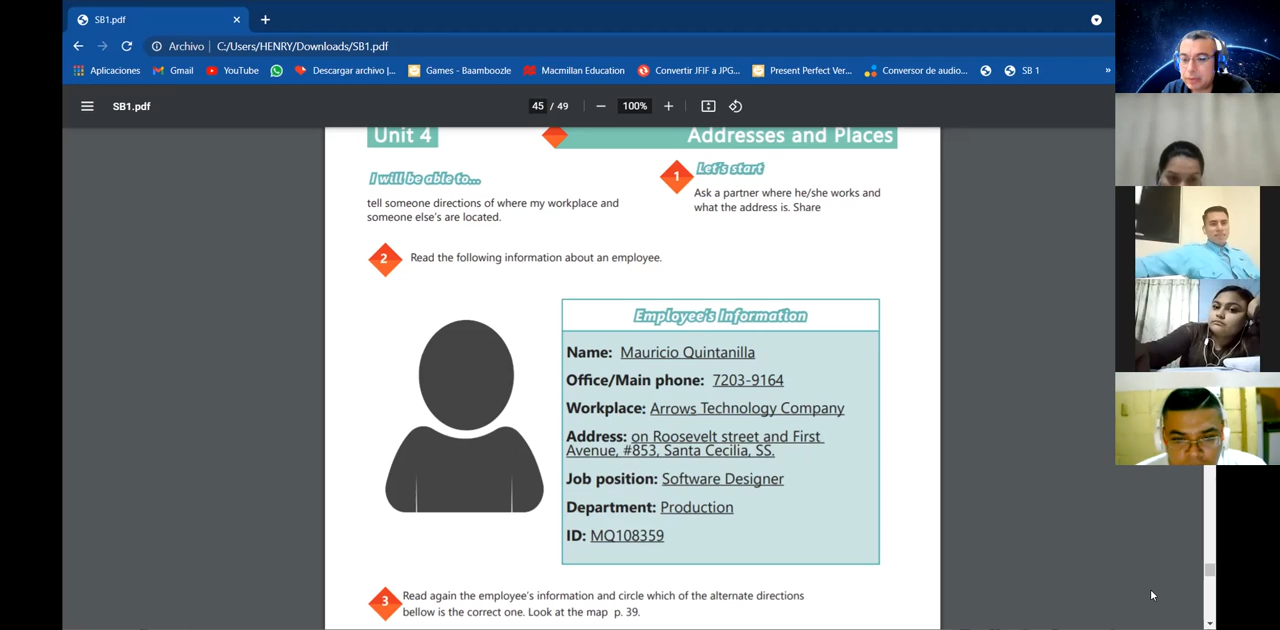 SB1.pdf
Archivo C:/Users/HENRY/Downloads/SB1.pdf
Aplicaciones Gmail YouTube Descargar archivo |... Games - Baamboozle Macmillan Education Convertir JFIF a JPG... Present Perfect Ver... Conversor de audio... SB 1 »
SB1.pdf 45 / 49 100%
Unit 4 Addresses and Places
I will be able to...
tell someone directions of where my workplace and
someone else's are located.
1 Let's start
Ask a partner where he/she works and
what the address is. Share
2 Read the following information about an employee.
Employee's Information
Name: Mauricio Quintanilla
Office/Main phone: 7203-9164
Workplace: Arrows Technology Company
Address: on Roosevelt street and First
Avenue, #853, Santa Cecilia, SS.
Job position: Software Designer
Department: Production
ID: MQ108359
3 Read again the employee's information and circle which of the alternate directions
bellow is the correct one. Look at the map p. 39.